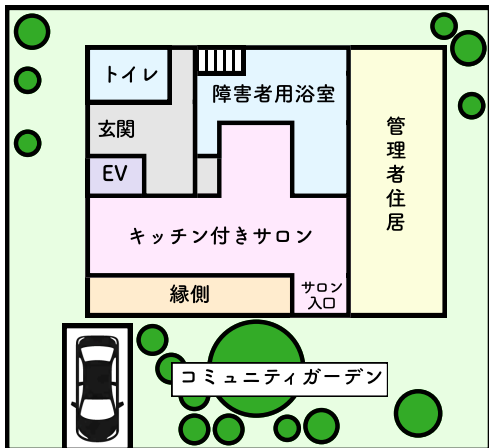 トイレ
障害者用浴室
玄関
管理者住居
EV
キッチン付きサロン
サロン
入口
縁側
コミュニティガーデン